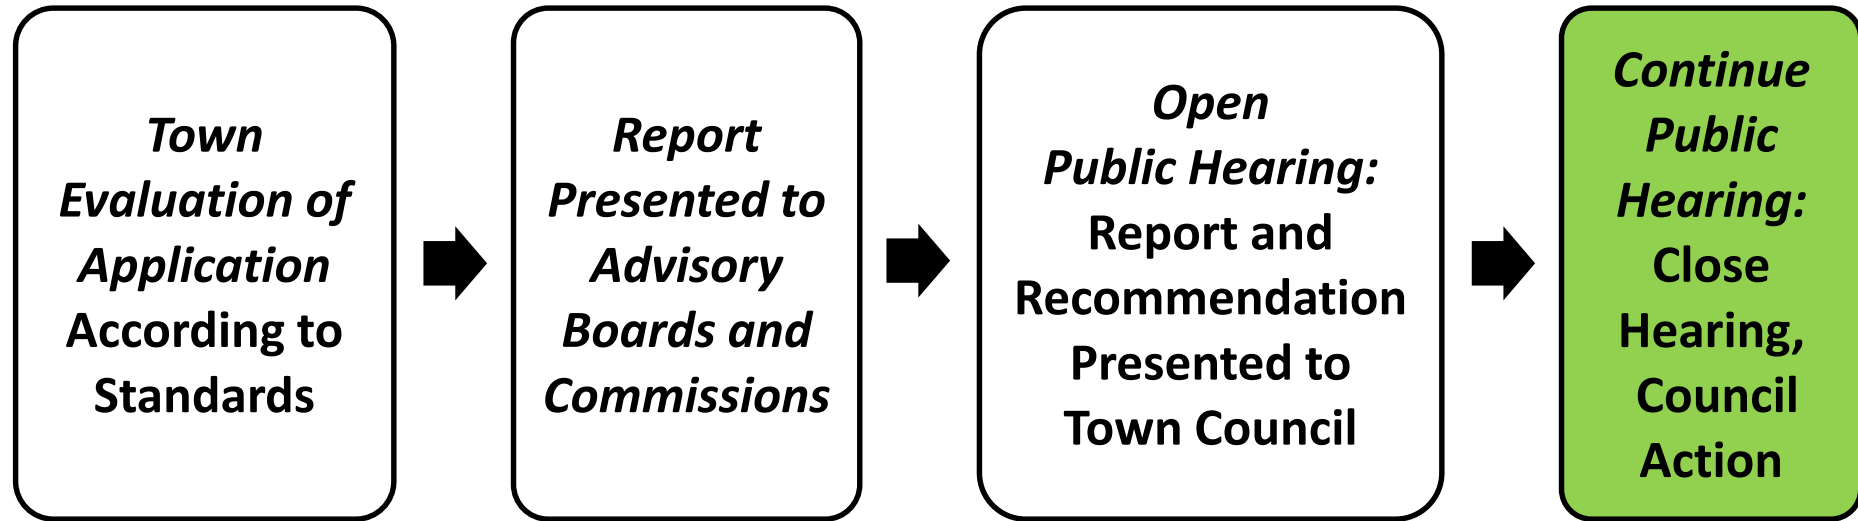 Town
Evaluation of
Application
According to
Standards
Report
Presented to
Advisory
Boards and
Commissions
Open
Public Hearing:
Report and
Recommendation
Presented to
Town Council
Continue
Public
Hearing:
Close
Hearing,
Council
Action